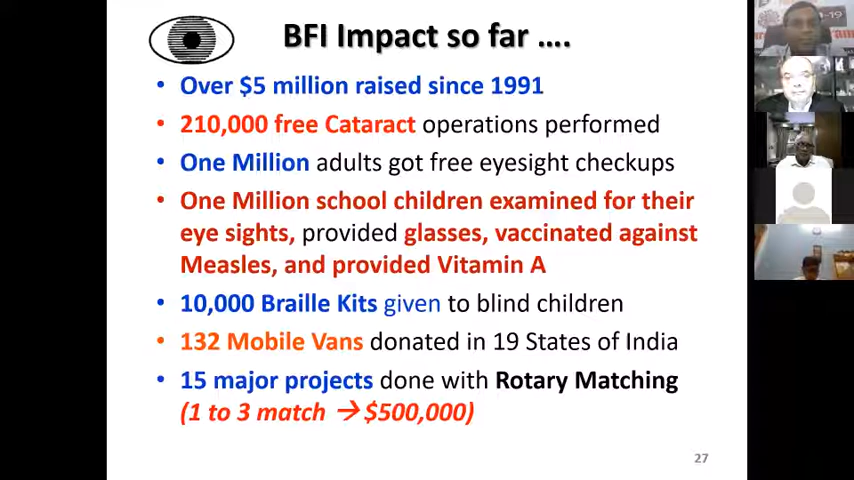 BFI Impact so far ....
• Over $5 million raised since 1991
• 210,000 free Cataract operations performed
• One Million adults got free eyesight checkups
• One Million school children examined for their
eye sights, provided glasses, vaccinated against
Measles, and provided Vitamin A
• 10,000 Braille Kits given to blind children
• 132 Mobile Vans donated in 19 States of India
• 15 major projects done with Rotary Matching
(1 to 3 match → $500,000)
27